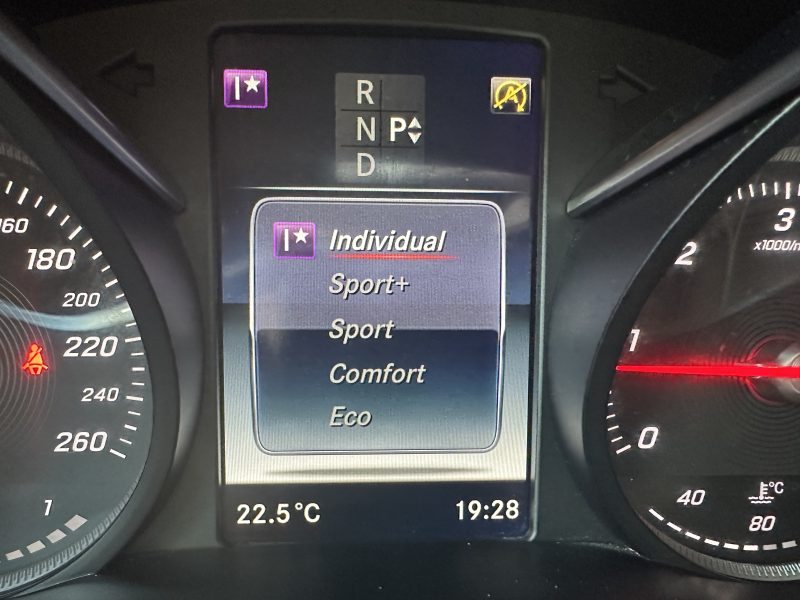 I★
R
N P
D
A
I★ Individual
Sport+
Sport
Comfort
Eco
22.5°C 19:28
160
180
200
220
240
260
1
3
x1000/
2
1
0
40
°C
80